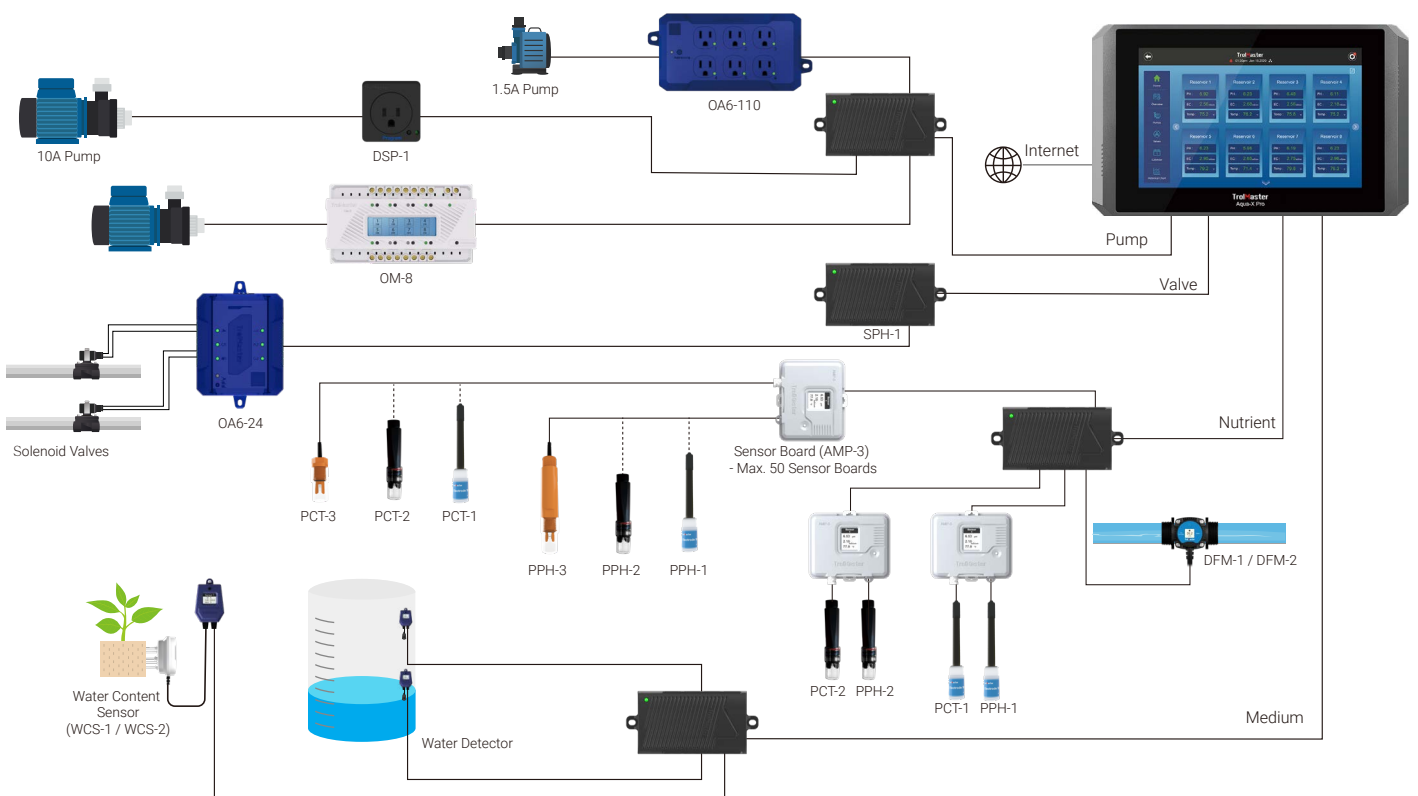 1.5A Pump
OA6-110
10A Pump
DSP-1
OM-8
Internet
TrolMaster
Reservoir 1
Reservoir 2
Reservoir 3
Reservoir 4
Reservoir 5
Reservoir 6
Reservoir 7
Reservoir 8
TrolMaster
Aqua-X Pro
Pump
Valve
SPH-1
OA6-24
Solenoid Valves
Sensor Board (AMP-3)
- Max. 50 Sensor Boards
Nutrient
PCT-3
PCT-2
PCT-1
PPH-3
PPH-2
PPH-1
DFM-1 / DFM-2
TrolMaster
TrolMaster
PCT-2
PPH-2
PCT-1
PPH-1
Water Content
Sensor
(WCS-1 / WCS-2)
Water Detector
Medium